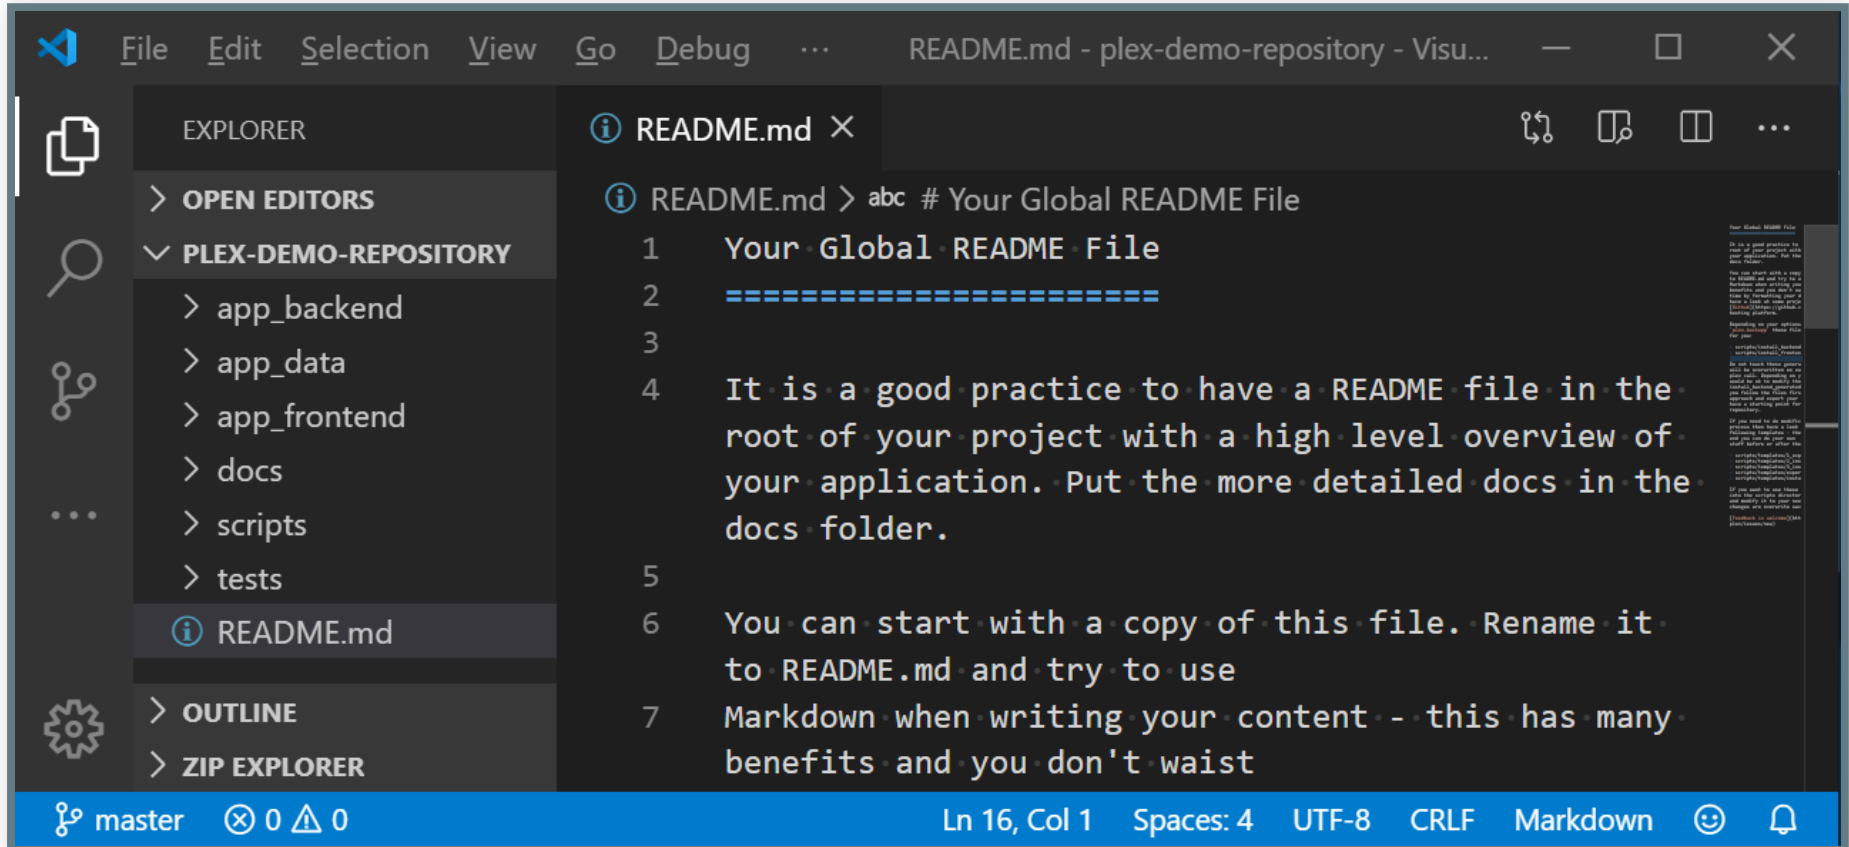 File Edit Selection View Go Debug ··· README.md - plex-demo-repository - Visu...
EXPLORER
OPEN EDITORS
PLEX-DEMO-REPOSITORY
app_backend
app_data
app_frontend
docs
scripts
tests
README.md
OUTLINE
ZIP EXPLORER
README.md
README.md > abc # Your Global README File
1 Your Global README File
2 =======================
3
4 It is a good practice to have a README file in the
root of your project with a high level overview of
your application. Put the more detailed docs in the
docs folder.
5
6 You can start with a copy of this file. Rename it
to README.md and try to use
7 Markdown when writing your content - this has many
benefits and you don't waist
master 0 0 Ln 16, Col 1 Spaces: 4 UTF-8 CRLF Markdown